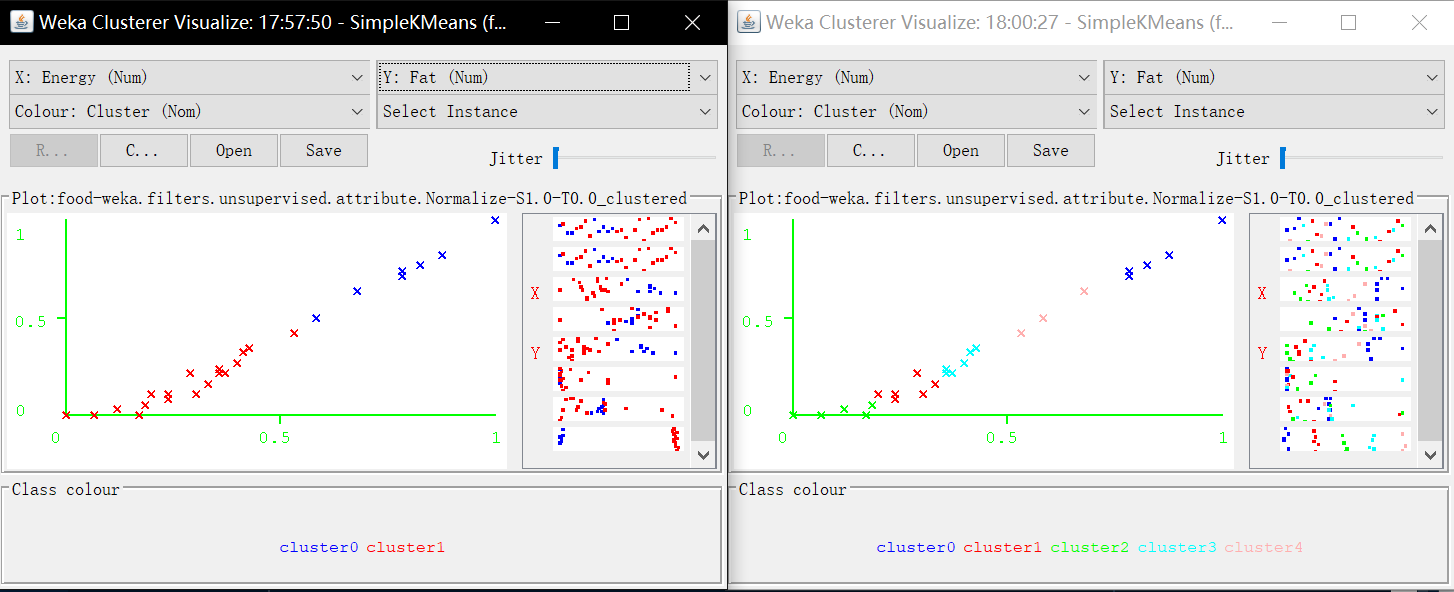 Weka Clusterer Visualize: 17:57:50 - SimpleKMeans (f...
X: Energy (Num)
Y: Fat (Num)
Colour: Cluster (Nom)
Select Instance
R...
C...
Open
Save
Jitter
Plot:food-weka.filters.unsupervised.attribute.Normalize-S1.0-T0.0_clustered
1
0.5
0
0
0.5
1
X
Y
Class colour
cluster0 cluster1
Weka Clusterer Visualize: 18:00:27 - SimpleKMeans (f...
X: Energy (Num)
Y: Fat (Num)
Colour: Cluster (Nom)
Select Instance
R...
C...
Open
Save
Jitter
Plot:food-weka.filters.unsupervised.attribute.Normalize-S1.0-T0.0_clustered
1
0.5
0
0
0.5
1
X
Y
Class colour
cluster0 cluster1 cluster2 cluster3 cluster4